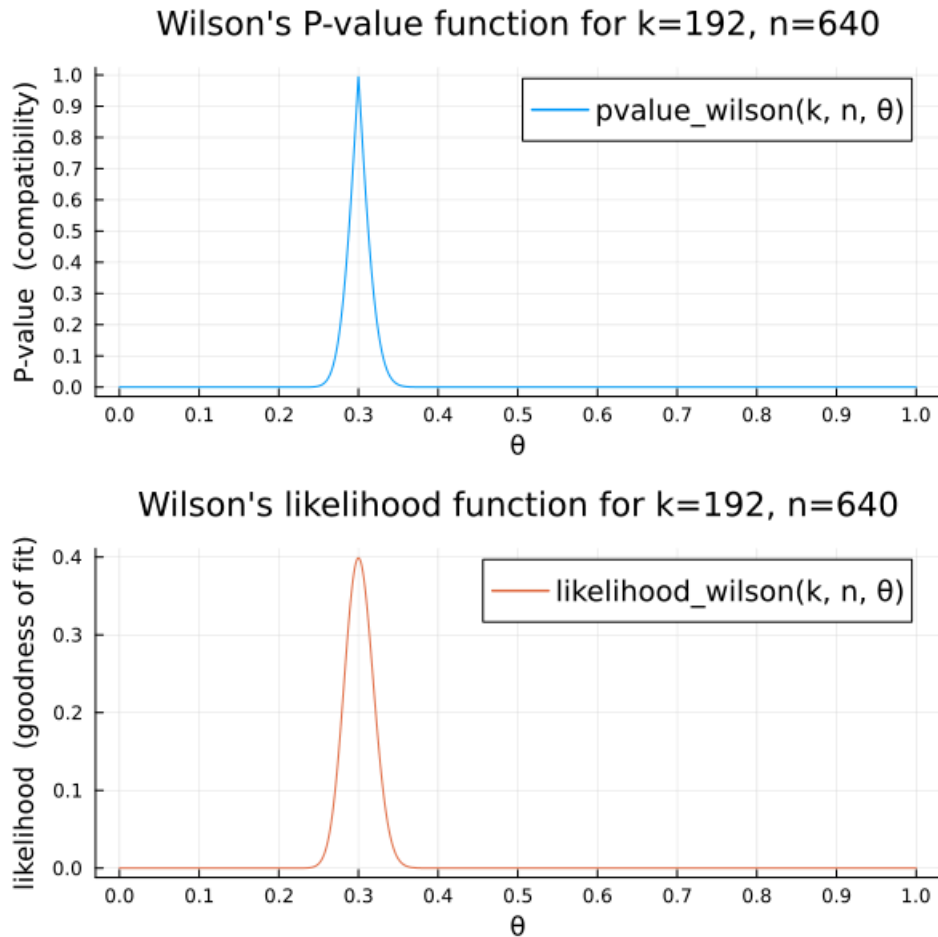 Wilson's P-value function for k=192, n=640
P-value (compatibility)
1.0
0.9
0.8
0.7
0.6
0.5
0.4
0.3
0.2
0.1
0.0
pvalue_wilson(k, n, θ)
0.0 0.1 0.2 0.3 0.4 0.5 0.6 0.7 0.8 0.9 1.0
θ
Wilson's likelihood function for k=192, n=640
likelihood (goodness of fit)
0.4
0.3
0.2
0.1
0.0
likelihood_wilson(k, n, θ)
0.0 0.1 0.2 0.3 0.4 0.5 0.6 0.7 0.8 0.9 1.0
θ